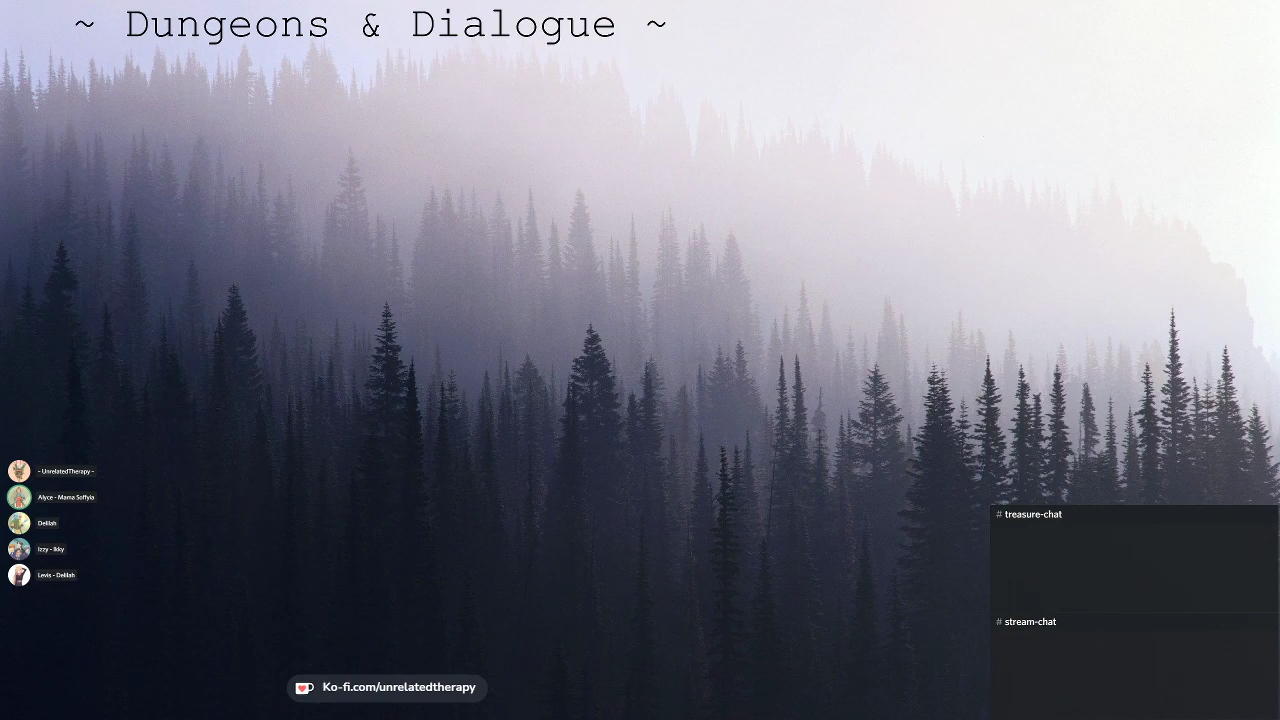 ~ Dungeons & Dialogue ~
~ UnrelatedTherapy ~
Alyce - Mama Soffyia
Delilah
Izzy - Ikky
Levis - Delilah
# treasure-chat
# stream-chat
Ko-fi.com/unrelatedtherapy